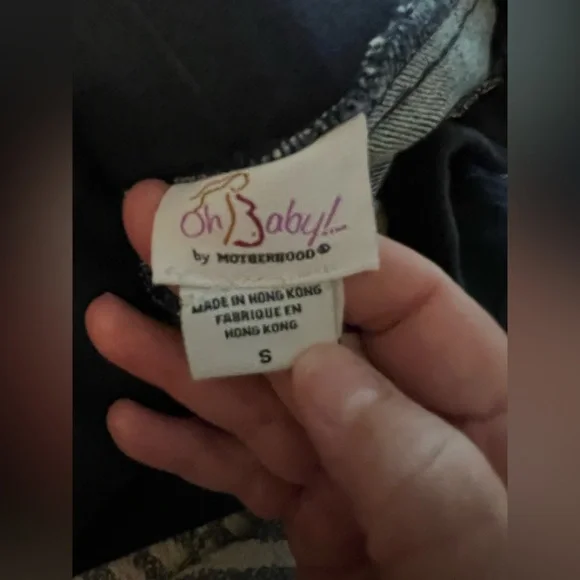 Oh Baby!
by MOTHERHOOD®
MADE IN HONG KONG
FABRIQUE EN
HONG KONG
S